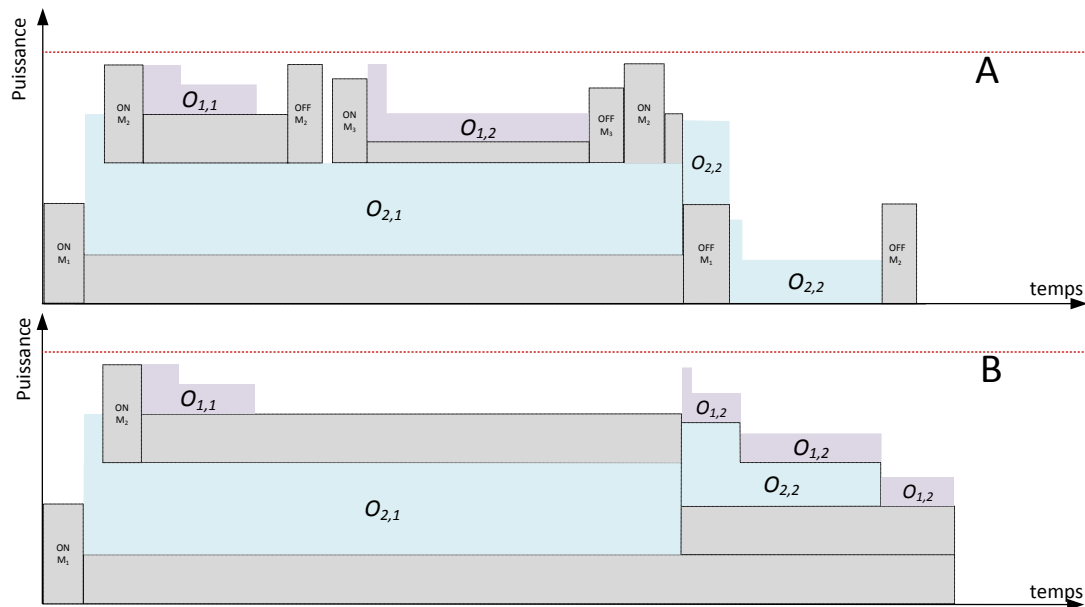 Puissance
A
ON
M2
O1,1
OFF
M2
ON
M3
O1,2
OFF
M3
ON
M2
O2,2
O2,1
ON
M1
OFF
M1
O2,2
OFF
M2
temps
Puissance
B
ON
M2
O1,1
O1,2
O1,2
O2,2
O1,2
O2,1
ON
M1
temps